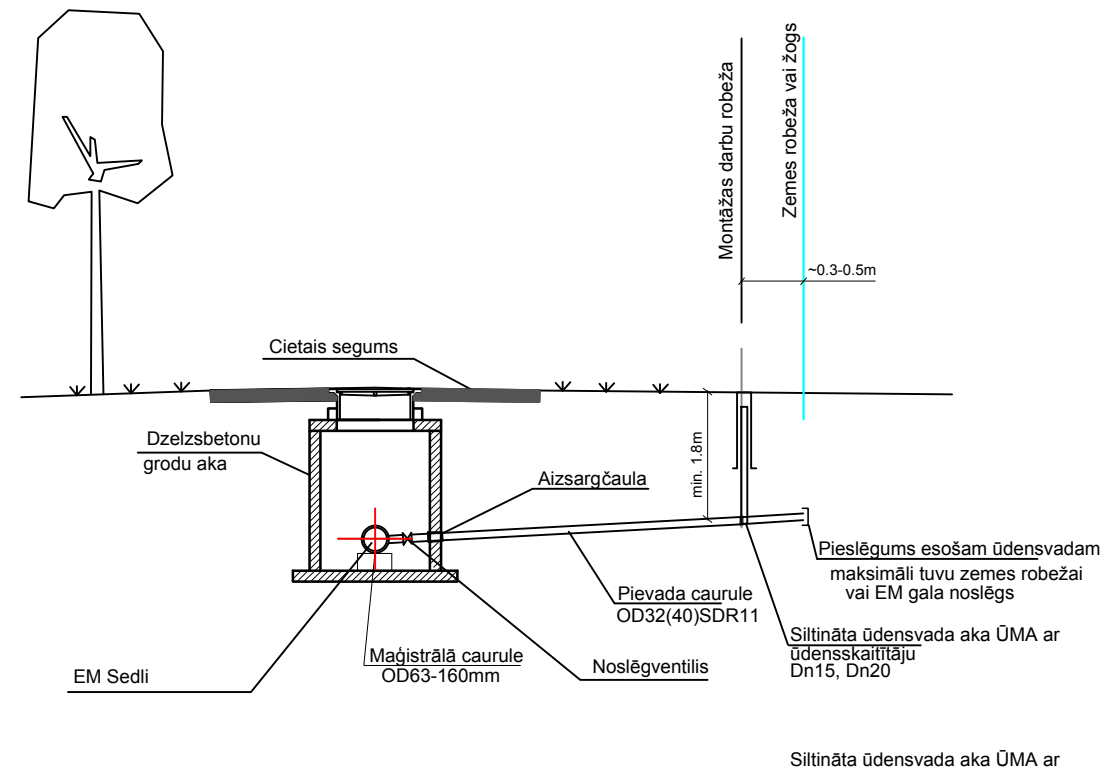 Montāžas darbu robeža
Zemes robeža vai žogs
~0.3-0.5m
Cietais segums
Dzelzsbetonu
grodu aka
Aizsargčaula
min. 1.8m
Pieslēgums esošam ūdensvadam
maksimāli tuvu zemes robežai
vai EM gala noslēgs
Pievada caurule
OD32(40)SDR11
Siltināta ūdensvada aka ŪMA ar
ūdensskaitītāju
Dn15, Dn20
Maģistrālā caurule
OD63-160mm
Noslēgventilis
EM Sedli
Siltināta ūdensvada aka ŪMA ar